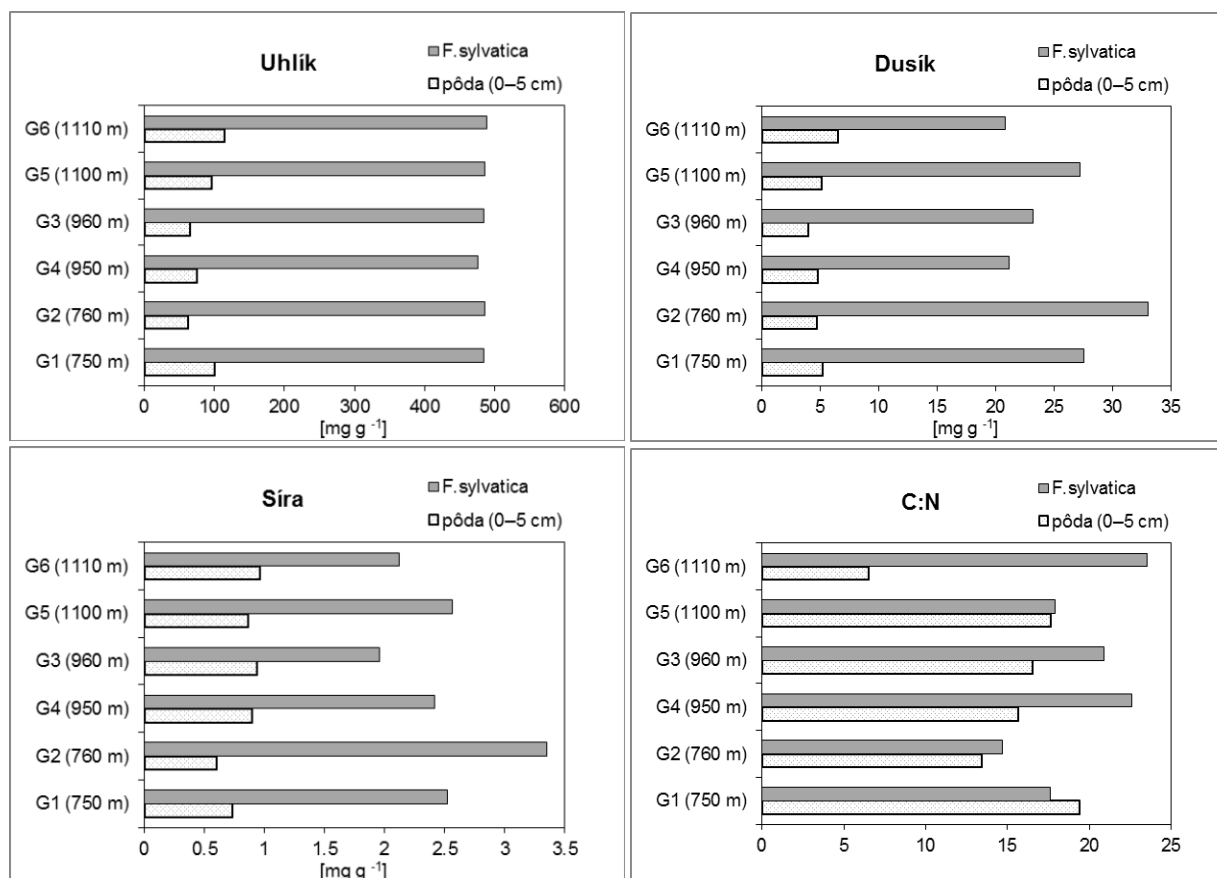 Uhlík
F.sylvatica
pôda (0–5 cm)
G6 (1110 m)
G5 (1100 m)
G3 (960 m)
G4 (950 m)
G2 (760 m)
G1 (750 m)
0 100 200 300 400 500 600
[mg g -1]
Dusík
F.sylvatica
pôda (0–5 cm)
G6 (1110 m)
G5 (1100 m)
G3 (960 m)
G4 (950 m)
G2 (760 m)
G1 (750 m)
0 5 10 15 20 25 30 35
[mg g -1]
Síra
F.sylvatica
pôda (0–5 cm)
G6 (1110 m)
G5 (1100 m)
G3 (960 m)
G4 (950 m)
G2 (760 m)
G1 (750 m)
0 0.5 1 1.5 2 2.5 3 3.5
[mg g -1]
C:N
F.sylvatica
pôda (0–5 cm)
G6 (1110 m)
G5 (1100 m)
G3 (960 m)
G4 (950 m)
G2 (760 m)
G1 (750 m)
0 5 10 15 20 25